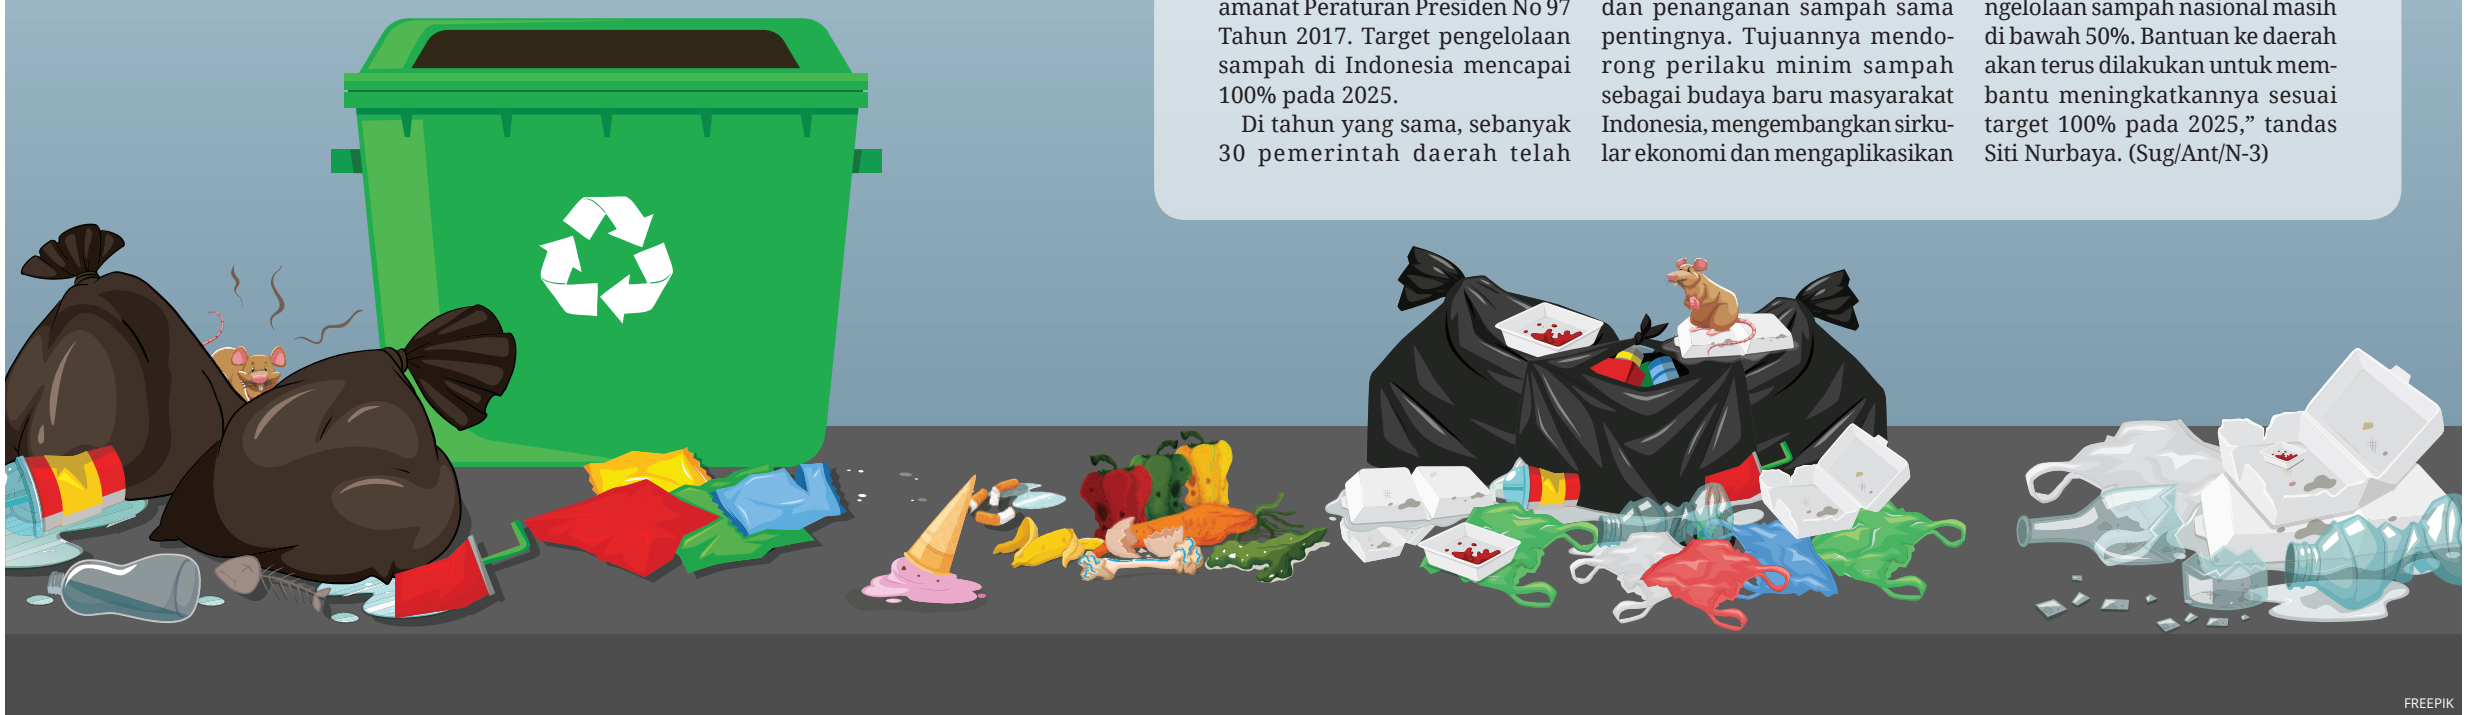 amanat Peraturan Presiden No 97
Tahun 2017. Target pengelolaan
sampah di Indonesia mencapai
100% pada 2025.
Di tahun yang sama, sebanyak
30 pemerintah daerah telah
dan penanganan sampah sama
pentingnya. Tujuannya mendo-
rong perilaku minim sampah
sebagai budaya baru masyarakat
Indonesia, mengembangkan sirku-
lar ekonomi dan mengaplikasikan
ngelolaan sampah nasional masih
di bawah 50%. Bantuan ke daerah
akan terus dilakukan untuk mem-
bantu meningkatkannya sesuai
target 100% pada 2025,” tandas
Siti Nurbaya. (Sug/Ant/N-3)
FREEPIK